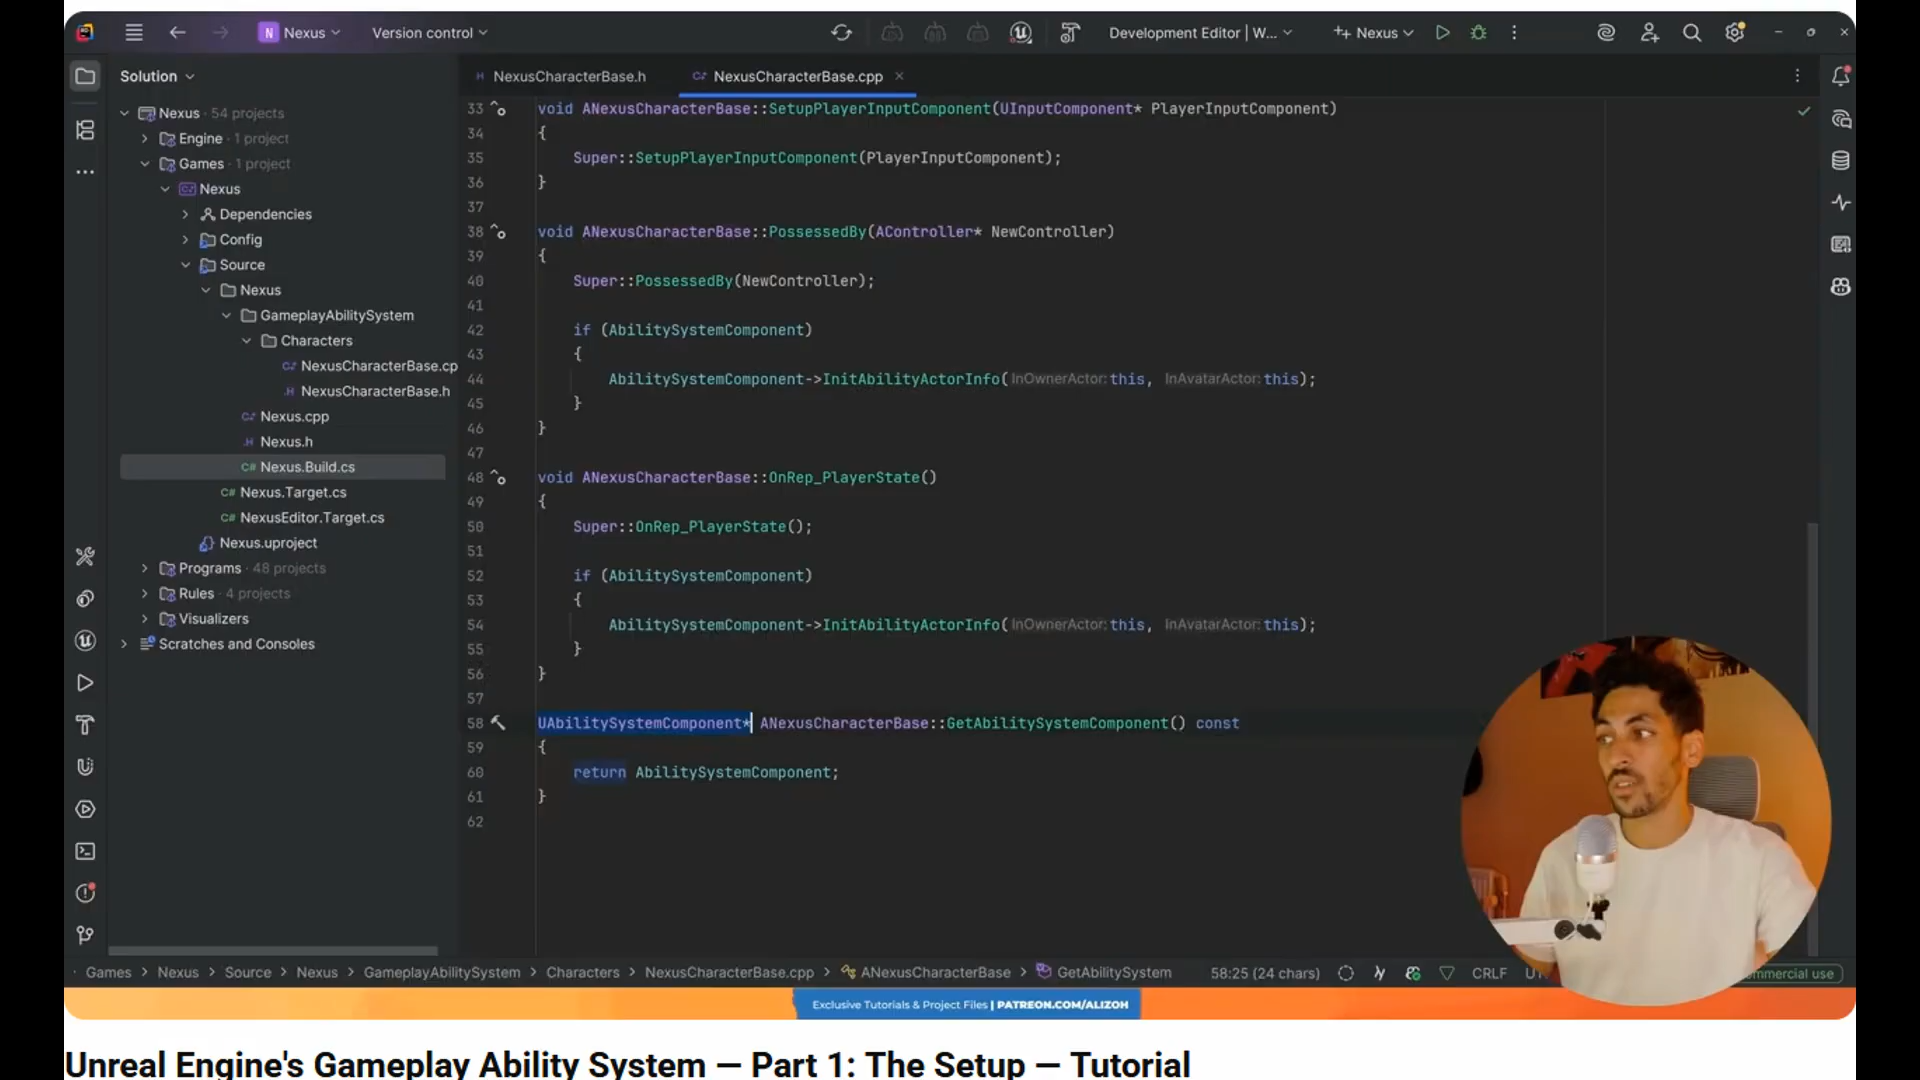 N Nexus
Version control
Development Editor | W...
Nexus
Solution
NexusCharacterBase.h
NexusCharacterBase.cpp
Nexus · 54 projects
Engine · 1 project
Games · 1 project
Nexus
Dependencies
Config
Source
Nexus
GameplayAbilitySystem
Characters
NexusCharacterBase.cp
NexusCharacterBase.h
Nexus.cpp
Nexus.h
C# Nexus.Build.cs
C# Nexus.Target.cs
C# NexusEditor.Target.cs
Nexus.uproject
Programs · 48 projects
Rules · 4 projects
Visualizers
Scratches and Consoles
33 void ANexusCharacterBase::SetupPlayerInputComponent(UInputComponent* PlayerInputComponent)
34 {
35 Super::SetupPlayerInputComponent(PlayerInputComponent);
36 }
37
38 void ANexusCharacterBase::PossessedBy(AController* NewController)
39 {
40 Super::PossessedBy(NewController);
41
42 if (AbilitySystemComponent)
43 {
44 AbilitySystemComponent->InitAbilityActorInfo(InOwnerActor: this, InAvatarActor: this);
45 }
46 }
47
48 void ANexusCharacterBase::OnRep_PlayerState()
49 {
50 Super::OnRep_PlayerState();
51
52 if (AbilitySystemComponent)
53 {
54 AbilitySystemComponent->InitAbilityActorInfo(InOwnerActor: this, InAvatarActor: this);
55 }
56 }
57
58 UAbilitySystemComponent* ANexusCharacterBase::GetAbilitySystemComponent() const
59 {
60 return AbilitySystemComponent;
61 }
62
Games > Nexus > Source > Nexus > GameplayAbilitySystem > Characters > NexusCharacterBase.cpp > ANexusCharacterBase > GetAbilitySystem
58:25 (24 chars)
CRLF
mmercial use
Exclusive Tutorials & Project Files | PATREON.COM/ALIZOH
Unreal Engine's Gameplay Ability System — Part 1: The Setup — Tutorial